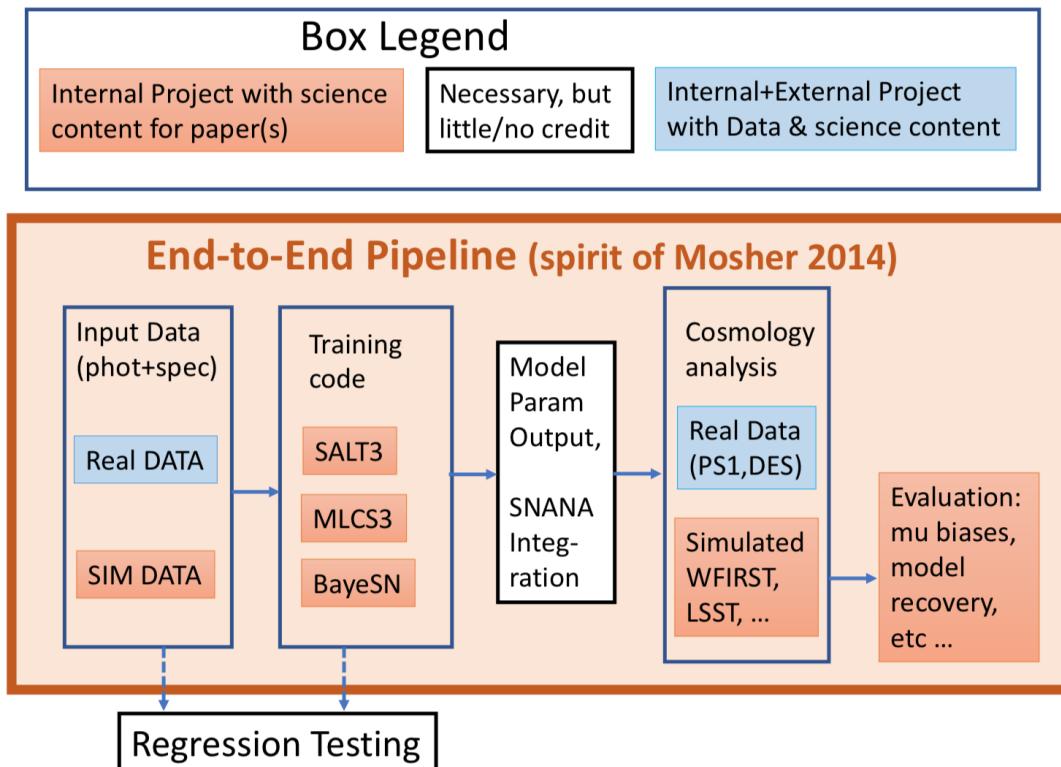 Box Legend
Internal Project with science
content for paper(s)
Necessary, but
little/no credit
Internal+External Project
with Data & science content
End-to-End Pipeline (spirit of Mosher 2014)
Input Data
(phot+spec)
Real DATA
SIM DATA
Training
code
SALT3
MLCS3
BayeSN
Model
Param
Output,
SNANA
Integ-
ration
Cosmology
analysis
Real Data
(PS1,DES)
Simulated
WFIRST,
LSST, ...
Evaluation:
mu biases,
model
recovery,
etc ...
Regression Testing